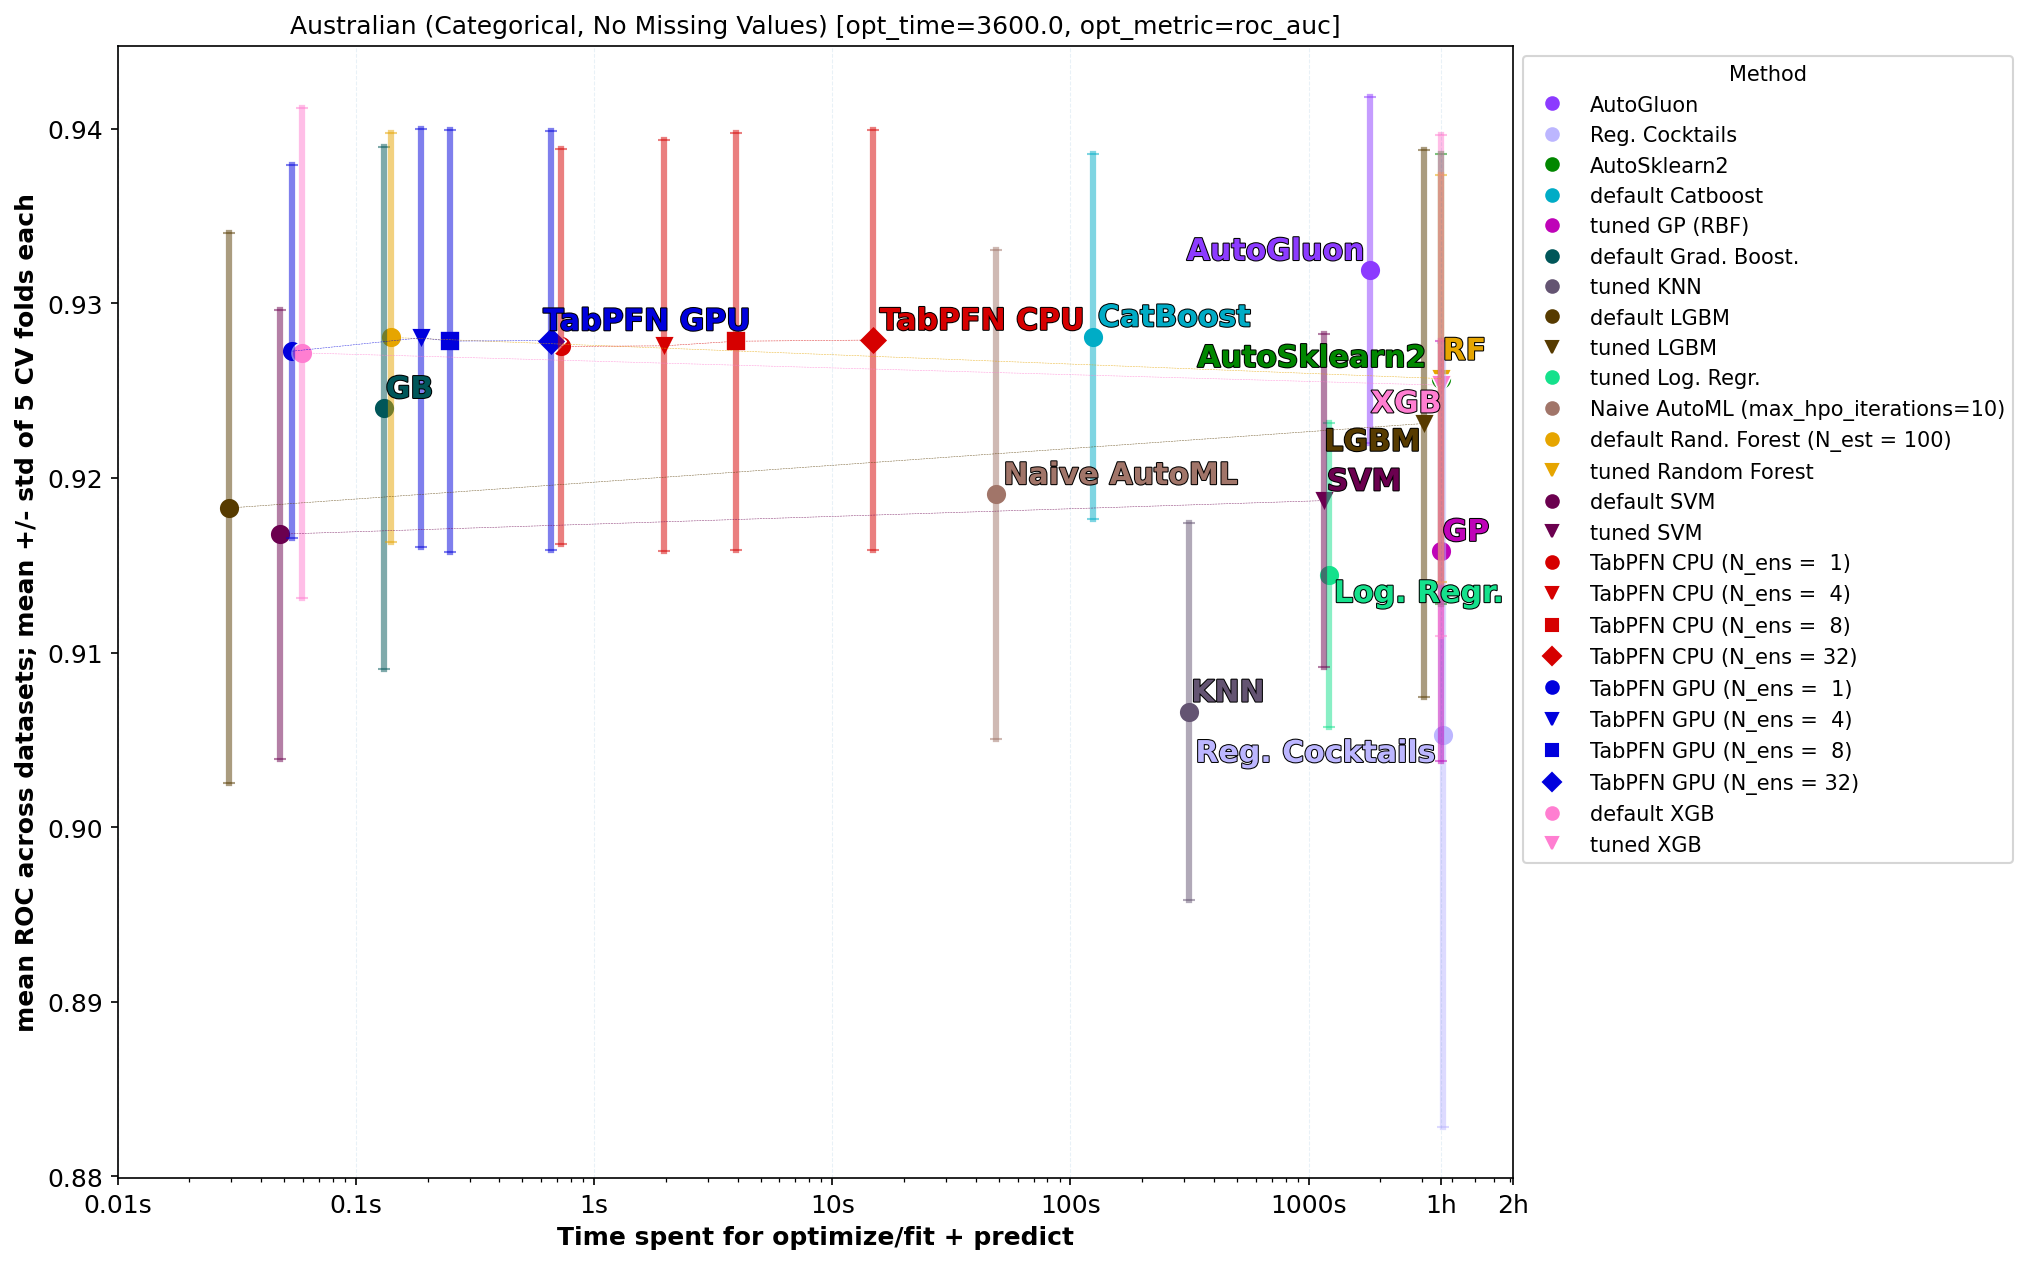 Australian (Categorical, No Missing Values) [opt_time=3600.0, opt_metric=roc_auc]
mean ROC across datasets; mean +/- std of 5 CV folds each
0.94
0.93
0.92
0.91
0.90
0.89
0.88
AutoGluon
TabPFN GPU
TabPFN CPU
CatBoost
AutoSklearn2
RF
GB
XGB
LGBM
Naive AutoML
SVM
GP
Log. Regr.
KNN
Reg. Cocktails
0.01s
0.1s
1s
10s
100s
1000s
1h
2h
Time spent for optimize/fit + predict
Method
AutoGluon
Reg. Cocktails
AutoSklearn2
default Catboost
tuned GP (RBF)
default Grad. Boost.
tuned KNN
default LGBM
tuned LGBM
tuned Log. Regr.
Naive AutoML (max_hpo_iterations=10)
default Rand. Forest (N_est = 100)
tuned Random Forest
default SVM
tuned SVM
TabPFN CPU (N_ens =  1)
TabPFN CPU (N_ens =  4)
TabPFN CPU (N_ens =  8)
TabPFN CPU (N_ens = 32)
TabPFN GPU (N_ens =  1)
TabPFN GPU (N_ens =  4)
TabPFN GPU (N_ens =  8)
TabPFN GPU (N_ens = 32)
default XGB
tuned XGB